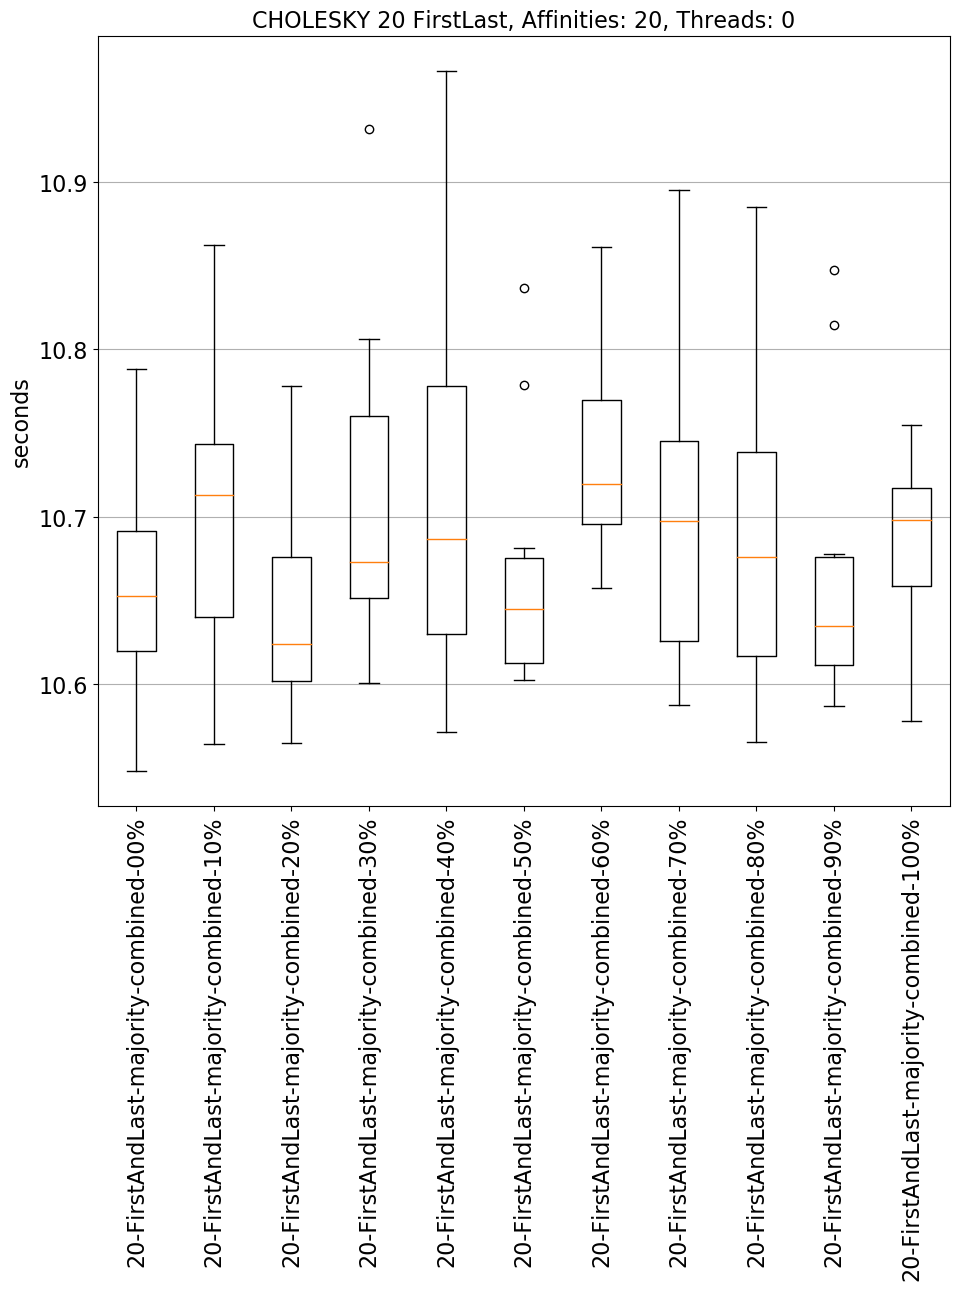 CHOLESKY 20 FirstLast, Affinities: 20, Threads: 0
seconds
10.9
10.8
10.7
10.6
20-FirstAndLast-majority-combined-00%
20-FirstAndLast-majority-combined-10%
20-FirstAndLast-majority-combined-20%
20-FirstAndLast-majority-combined-30%
20-FirstAndLast-majority-combined-40%
20-FirstAndLast-majority-combined-50%
20-FirstAndLast-majority-combined-60%
20-FirstAndLast-majority-combined-70%
20-FirstAndLast-majority-combined-80%
20-FirstAndLast-majority-combined-90%
20-FirstAndLast-majority-combined-100%